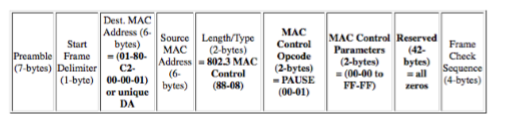 Preamble
(7-bytes)
Start
Frame
Delimiter
(1-byte)
Dest. MAC
Address (6-
bytes)
= (01-80-
C2-
00-00-01)
or unique
DA
Source
MAC
Address
(6-
bytes)
Length/Type
(2-bytes)
= 802.3 MAC
Control
(88-08)
MAC
Control
Opcode
(2-bytes)
= PAUSE
(00-01)
MAC Control
Parameters
(2-bytes)
= (00-00 to
FF-FF)
Reserved
(42-
bytes)
= all
zeros
Frame
Check
Sequence
(4-bytes)